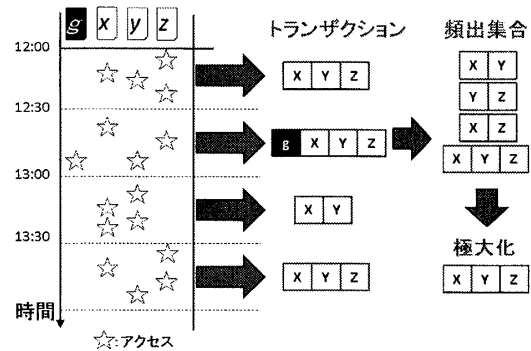 g x y z
トランザクション
頻出集合
12:00
X Y
X Y Z
Y Z
12:30
X Z
g X Y Z
X Y Z
13:00
X Y
13:30
極大化
X Y Z
X Y Z
時間
☆:アクセス